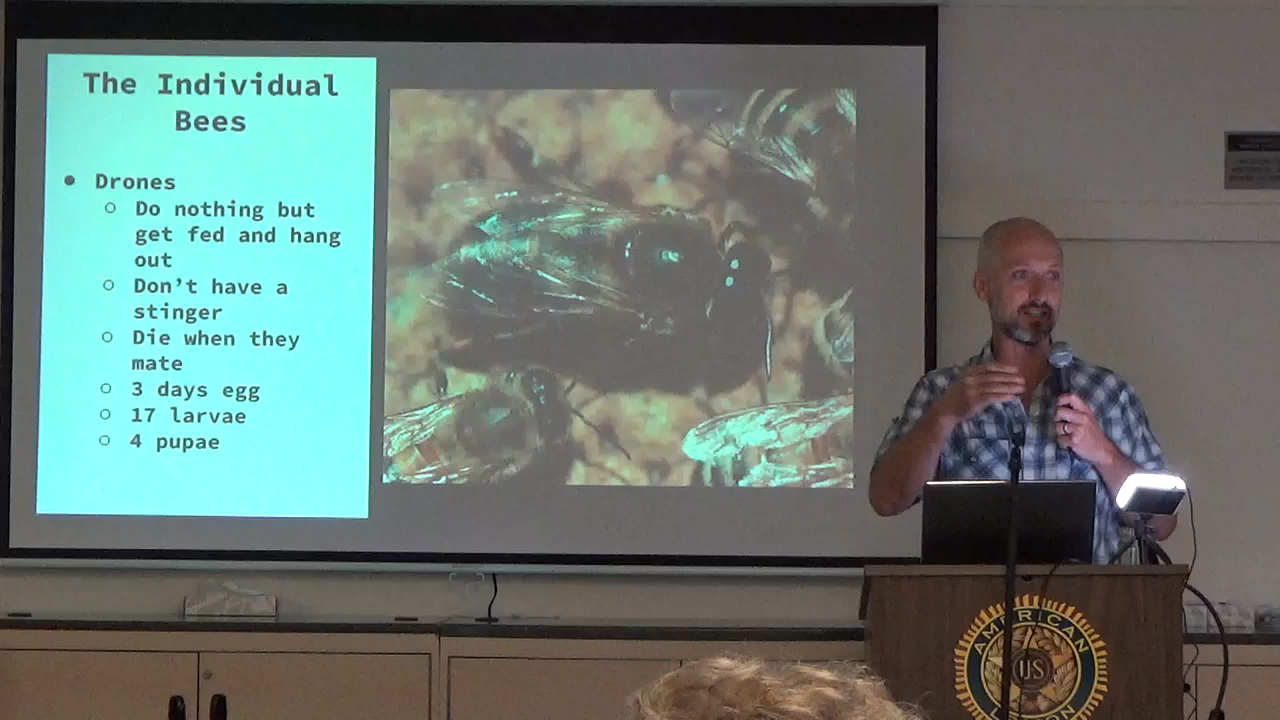 The Individual
Bees
● Drones
○ Do nothing but
get fed and hang
out
○ Don't have a
stinger
○ Die when they
mate
○ 3 days egg
○ 17 larvae
○ 4 pupae
AMERICAN
US